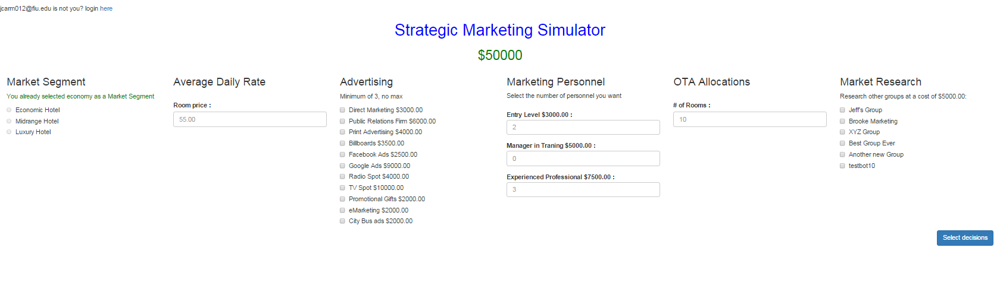 jcarm012@fiu.edu is not you? login here
Strategic Marketing Simulator
$50000
Market Segment
You already selected economy as a Market Segment
Economic Hotel
Midrange Hotel
Luxury Hotel
Average Daily Rate
Room price :
55.00
Advertising
Minimum of 3, no max
Direct Marketing $3000.00
Public Relations Firm $6000.00
Print Advertising $4000.00
Billboards $3500.00
Facebook Ads $2500.00
Google Ads $9000.00
Radio Spot $4000.00
TV Spot $10000.00
Promotional Gifts $2000.00
eMarketing $2000.00
City Bus ads $2000.00
Marketing Personnel
Select the number of personnel you want
Entry Level $3000.00 :
2
Manager in Traning $5000.00 :
0
Experienced Professional $7500.00 :
3
OTA Allocations
# of Rooms :
10
Market Research
Research other groups at a cost of $5000.00:
Jeff's Group
Brooke Marketing
XYZ Group
Best Group Ever
Another new Group
testbot10
Select decisions